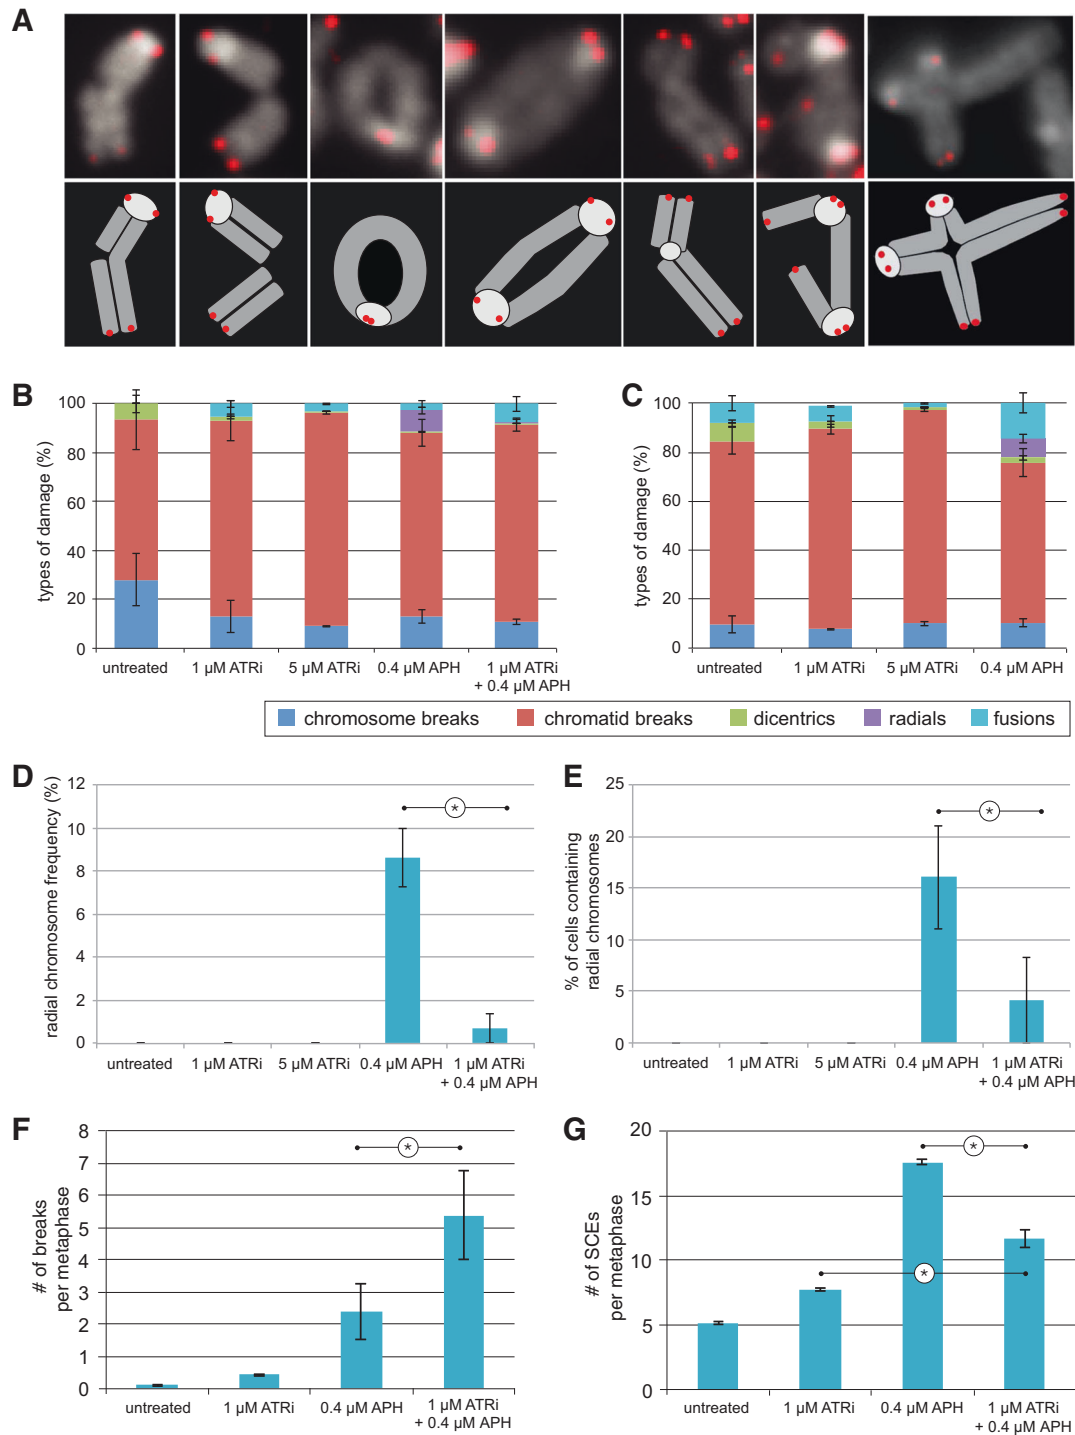 A
B
types of damage (%)
100
80
60
40
20
0
untreated
1 µM ATRi
5 µM ATRi
0.4 µM APH
1 µM ATRi
+ 0.4 µM APH
C
types of damage (%)
100
80
60
40
20
0
untreated
1 µM ATRi
5 µM ATRi
0.4 µM APH
chromosome breaks
chromatid breaks
dicentrics
radials
fusions
D
radial chromosome frequency (%)
12
10
8
6
4
2
0
*
untreated
1 µM ATRi
5 µM ATRi
0.4 µM APH
1 µM ATRi
+ 0.4 µM APH
E
% of cells containing
radial chromosomes
25
20
15
10
5
0
*
untreated
1 µM ATRi
5 µM ATRi
0.4 µM APH
1 µM ATRi
+ 0.4 µM APH
F
# of breaks
per metaphase
8
7
6
5
4
3
2
1
0
*
untreated
1 µM ATRi
0.4 µM APH
1 µM ATRi
+ 0.4 µM APH
G
# of SCEs
per metaphase
20
15
10
5
0
*
*
untreated
1 µM ATRi
0.4 µM APH
1 µM ATRi
+ 0.4 µM APH